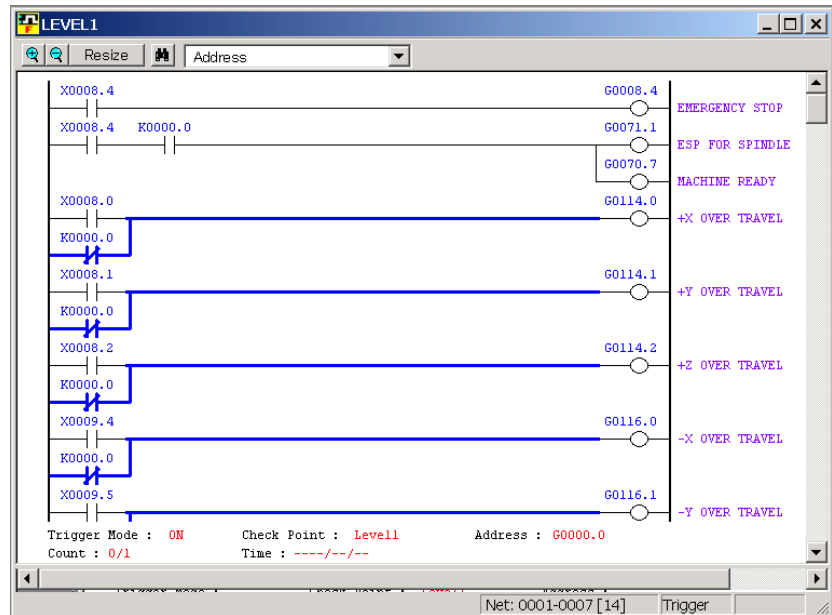 LEVEL1
Resize Address
X0008.4 G0008.4
EMERGENCY STOP
X0008.4 K0000.0 G0071.1
ESP FOR SPINDLE
G0070.7
MACHINE READY
X0008.0 G0114.0
+X OVER TRAVEL
K0000.0
X0008.1 G0114.1
+Y OVER TRAVEL
K0000.0
X0008.2 G0114.2
+Z OVER TRAVEL
K0000.0
X0009.4 G0116.0
-X OVER TRAVEL
K0000.0
X0009.5 G0116.1
-Y OVER TRAVEL
Trigger Mode : ON Check Point : Level1 Address : G0000.0
Count : 0/1 Time : ----/--/--
Net: 0001-0007 [14] Trigger